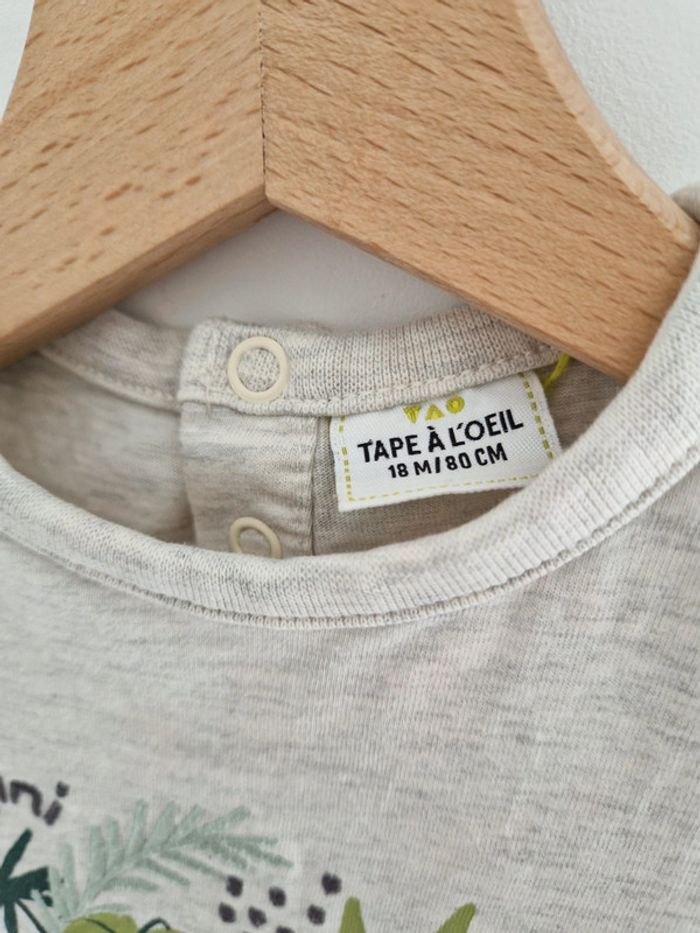 TAO
TAPE À L'OEIL
18 M/80 CM